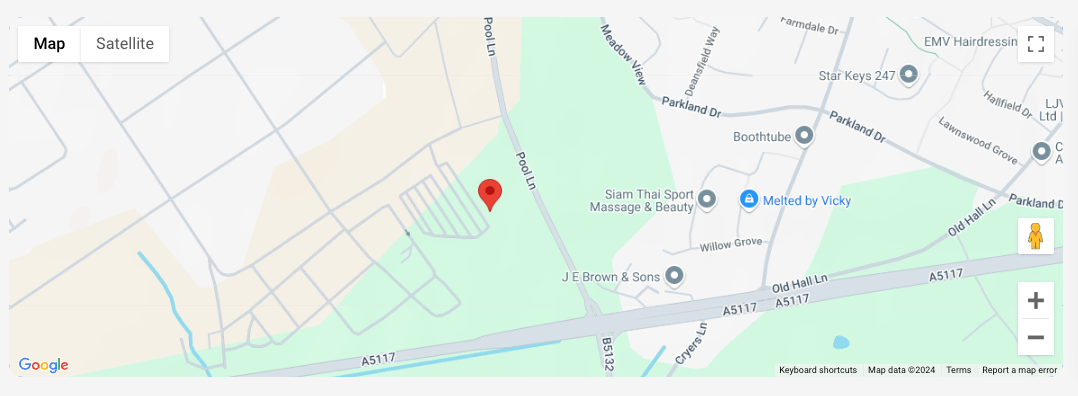 Map
Satellite
Pool Ln
Meadow View
Deansfield Way
Farmdale Dr
EMV Hairdressin
Star Keys 247
Hallfield Dr
LJV
Ltd
Parkland Dr
Parkland Dr
Lawnswood Grove
Boothtube
C
A
Pool Ln
Siam Thai Sport
Massage & Beauty
Melted by Vicky
Old Hall Ln
Parkland D
Willow Grove
J E Brown & Sons
Old Hall Ln
A5117
A5117
A5117
A5117
B5132
Cryers Ln
Google
Keyboard shortcuts
Map data ©2024
Terms
Report a map error